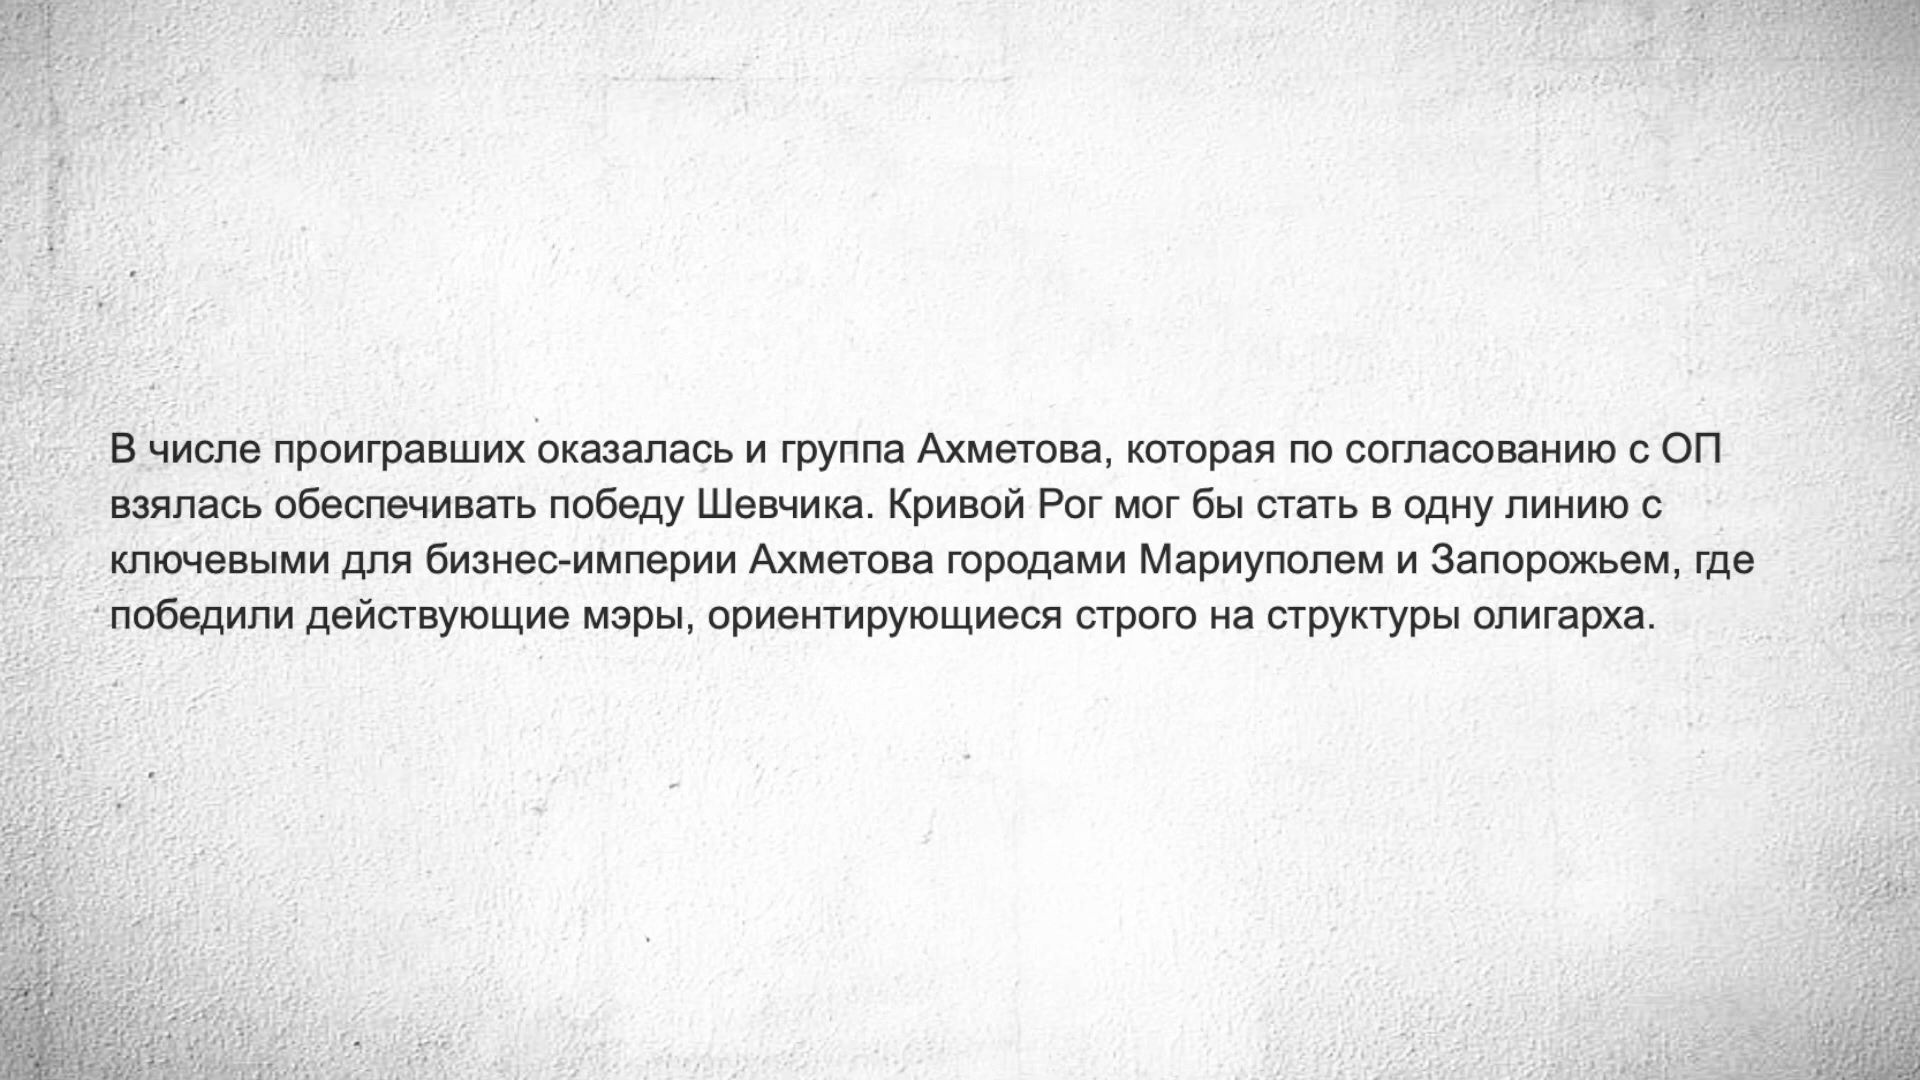 В числе проигравших оказалась и группа Ахметова, которая по согласованию с ОП
взялась обеспечивать победу Шевчика. Кривой Рог мог бы стать в одну линию с
ключевыми для бизнес-империи Ахметова городами Мариуполем и Запорожьем, где
победили действующие мэры, ориентирующиеся строго на структуры олигарха.